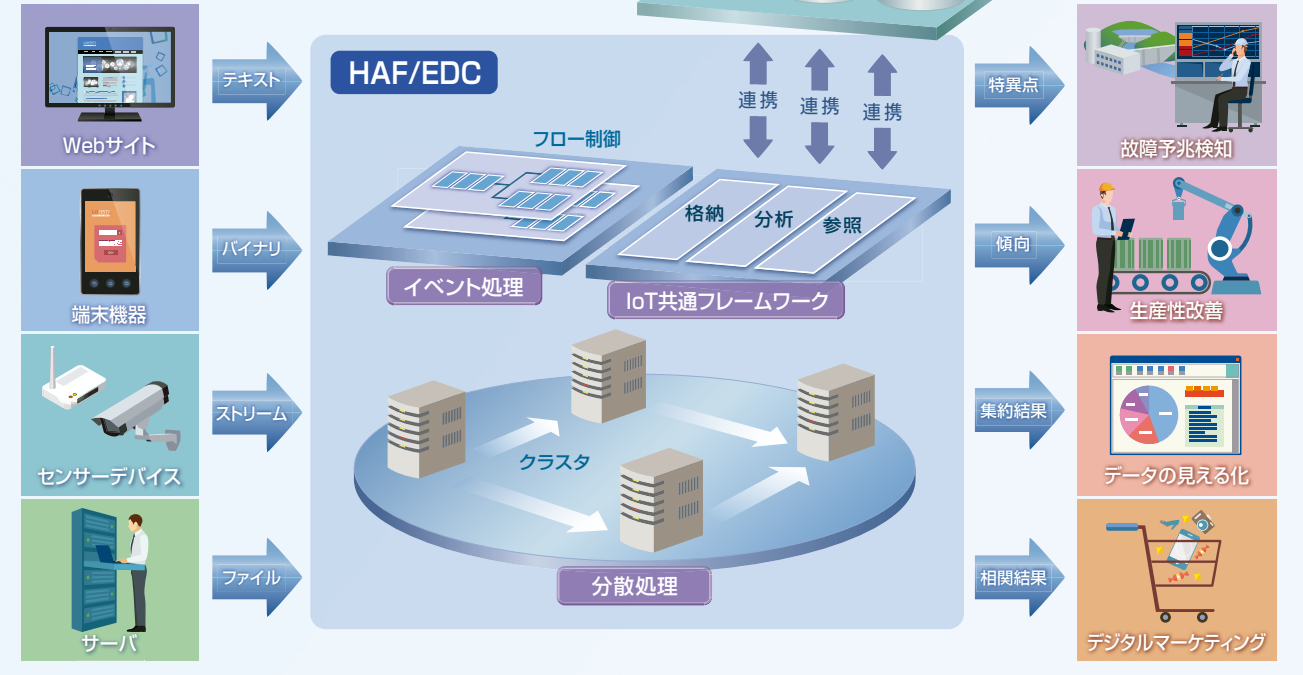 Webサイト
テキスト
端末機器
バイナリ
センサーデバイス
ストリーム
サーバ
ファイル
HAF/EDC
連携
連携
連携
フロー制御
格納
分析
参照
イベント処理
IoT共通フレームワーク
クラスタ
分散処理
特異点
故障予兆検知
傾向
生産性改善
集約結果
データの見える化
相関結果
デジタルマーケティング